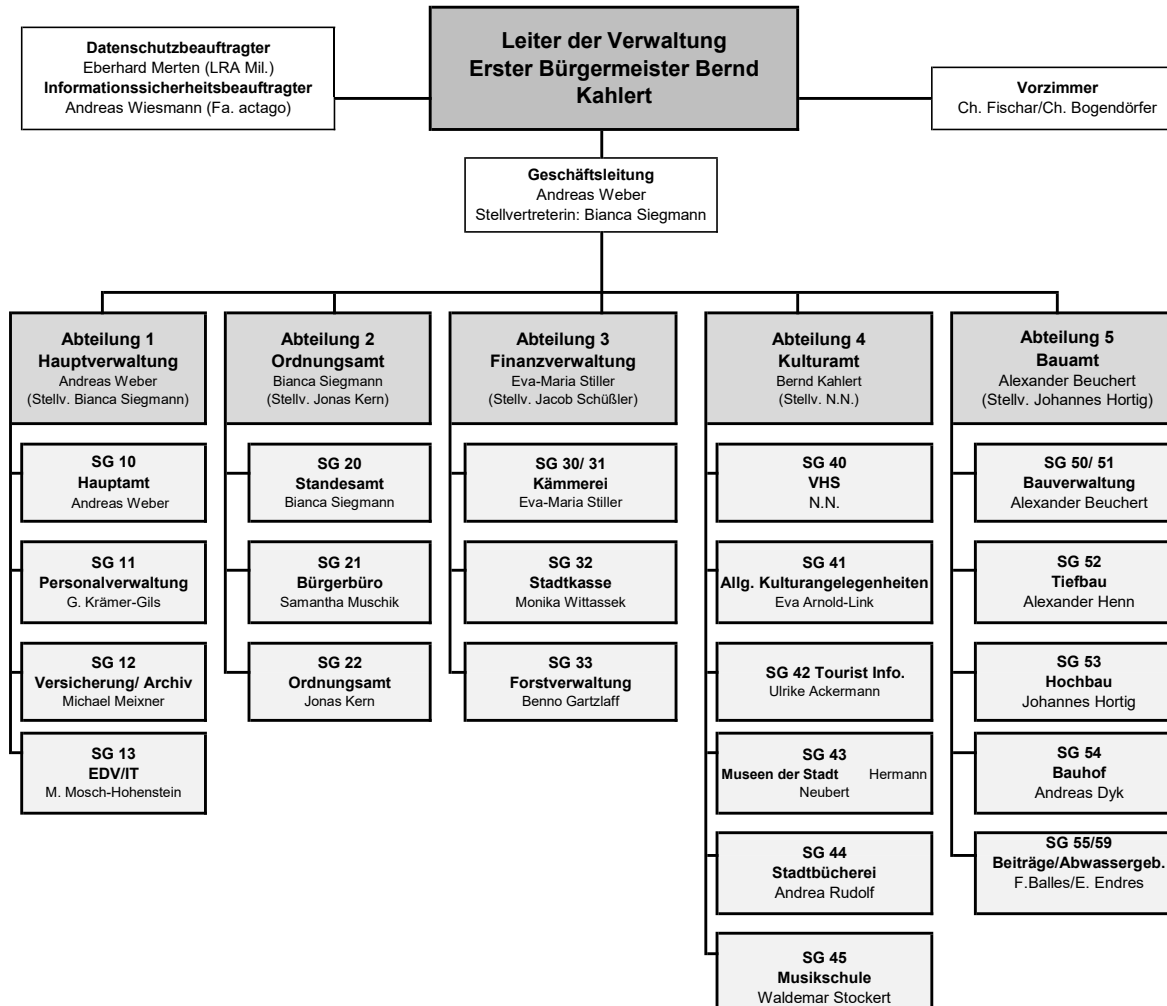 Datenschutzbeauftragter
Eberhard Merten (LRA Mil.)
Informationssicherheitsbeauftragter
Andreas Wiesmann (Fa. actago)
Leiter der Verwaltung
Erster Bürgermeister Bernd
Kahlert
Vorzimmer
Ch. Fischar/Ch. Bogendörfer
Geschäftsleitung
Andreas Weber
Stellvertreterin: Bianca Siegmann
Abteilung 1
Hauptverwaltung
Andreas Weber
(Stellv. Bianca Siegmann)
SG 10
Hauptamt
Andreas Weber
SG 11
Personalverwaltung
G. Krämer-Gils
SG 12
Versicherung/ Archiv
Michael Meixner
SG 13
EDV/IT
M. Mosch-Hohenstein
Abteilung 2
Ordnungsamt
Bianca Siegmann
(Stellv. Jonas Kern)
SG 20
Standesamt
Bianca Siegmann
SG 21
Bürgerbüro
Samantha Muschik
SG 22
Ordnungsamt
Jonas Kern
Abteilung 3
Finanzverwaltung
Eva-Maria Stiller
(Stellv. Jacob Schüßler)
SG 30/ 31
Kämmerei
Eva-Maria Stiller
SG 32
Stadtkasse
Monika Wittassek
SG 33
Forstverwaltung
Benno Gartzlaff
Abteilung 4
Kulturamt
Bernd Kahlert
(Stellv. N.N.)
SG 40
VHS
N.N.
SG 41
Allg. Kulturangelegenheiten
Eva Arnold-Link
SG 42 Tourist Info.
Ulrike Ackermann
SG 43
Museen der Stadt Hermann
Neubert
SG 44
Stadtbücherei
Andrea Rudolf
SG 45
Musikschule
Waldemar Stockert
Abteilung 5
Bauamt
Alexander Beuchert
(Stellv. Johannes Hortig)
SG 50/ 51
Bauverwaltung
Alexander Beuchert
SG 52
Tiefbau
Alexander Henn
SG 53
Hochbau
Johannes Hortig
SG 54
Bauhof
Andreas Dyk
SG 55/59
Beiträge/Abwassergeb.
F.Balles/E. Endres